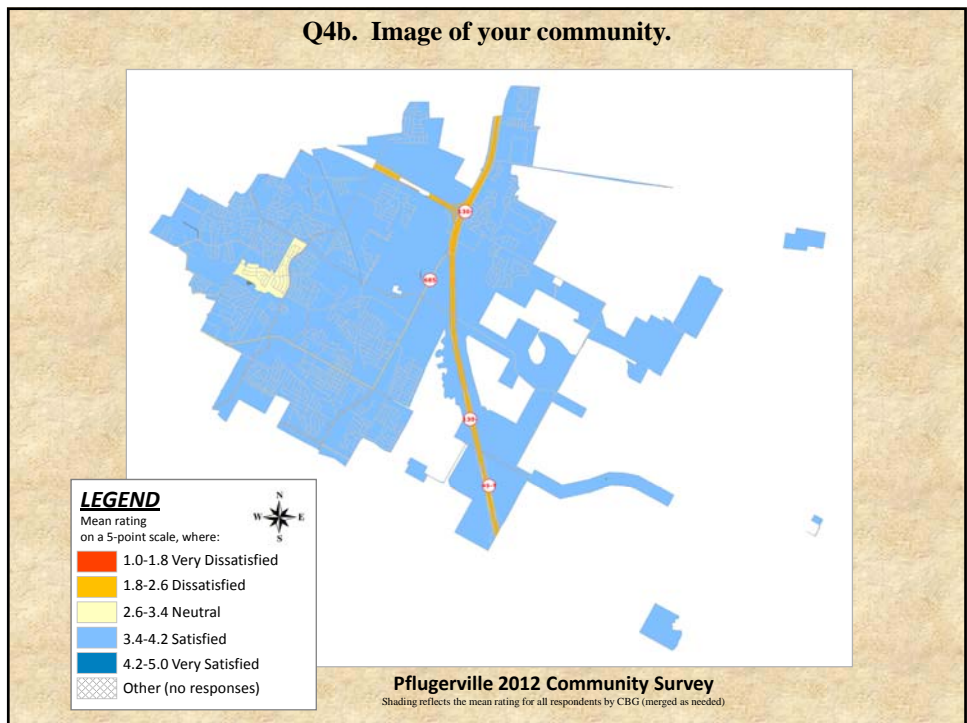 Q4b. Image of your community.
130
685
130
LEGEND
N
W E
S
Mean rating
on a 5-point scale, where:
1.0-1.8 Very Dissatisfied
1.8-2.6 Dissatisfied
2.6-3.4 Neutral
3.4-4.2 Satisfied
4.2-5.0 Very Satisfied
Other (no responses)
Pflugerville 2012 Community Survey
Shading reflects the mean rating for all respondents by CBG (merged as needed)